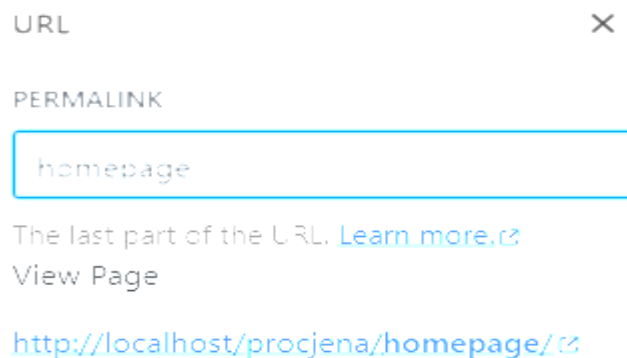 URL
PERMALINK
homepage
The last part of the URL. Learn more.
View Page
http://localhost/procjena/homepage/